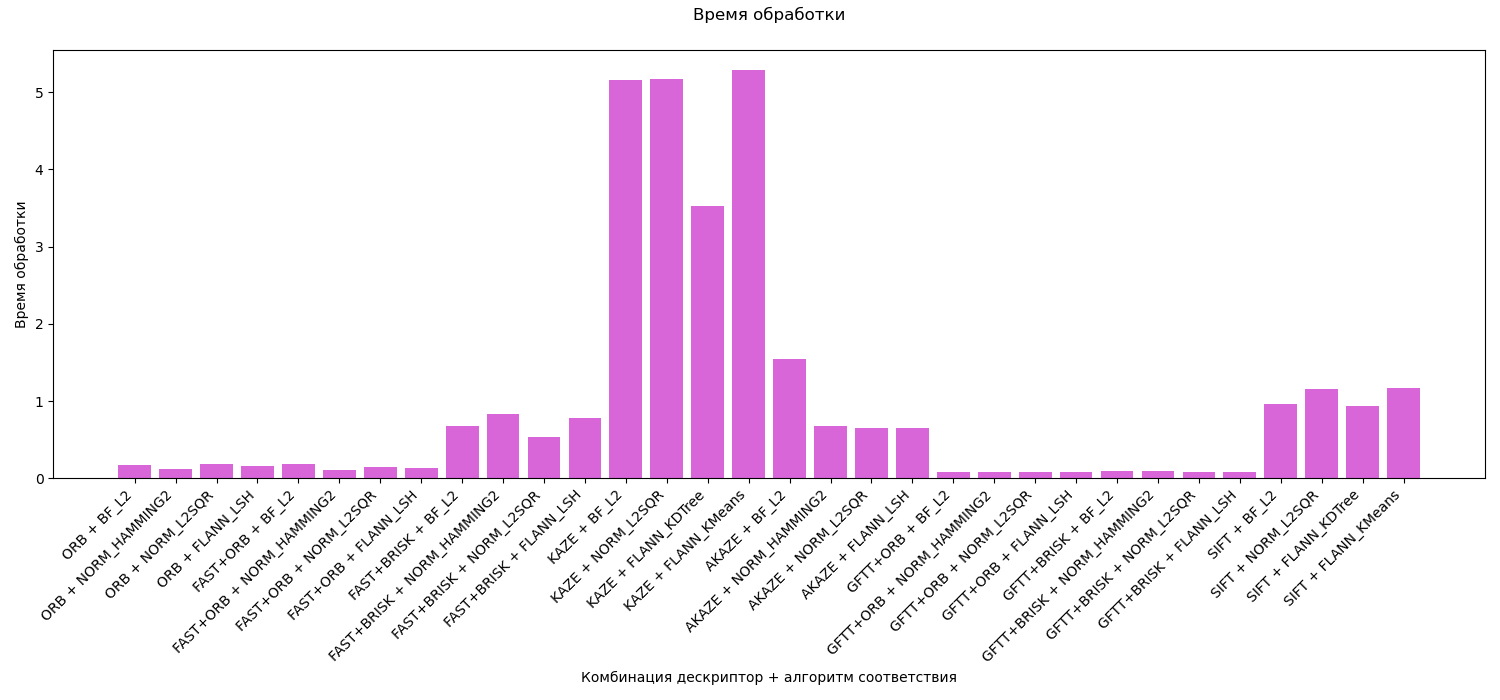 Время обработки
Время обработки
5
4
3
2
1
0
ORB + BF_L2
ORB + NORM_HAMMING2
ORB + NORM_L2SQR
ORB + FLANN_LSH
FAST+ORB + BF_L2
FAST+ORB + NORM_HAMMING2
FAST+ORB + NORM_L2SQR
FAST+ORB + FLANN_LSH
FAST+BRISK + BF_L2
FAST+BRISK + NORM_HAMMING2
FAST+BRISK + NORM_L2SQR
FAST+BRISK + FLANN_LSH
KAZE + BF_L2
KAZE + NORM_L2SQR
KAZE + FLANN_KDTree
KAZE + FLANN_KMeans
AKAZE + BF_L2
AKAZE + NORM_HAMMING2
AKAZE + NORM_L2SQR
AKAZE + FLANN_LSH
GFTT+ORB + BF_L2
GFTT+ORB + NORM_HAMMING2
GFTT+ORB + NORM_L2SQR
GFTT+ORB + FLANN_LSH
GFTT+BRISK + BF_L2
GFTT+BRISK + NORM_HAMMING2
GFTT+BRISK + NORM_L2SQR
GFTT+BRISK + FLANN_LSH
SIFT + BF_L2
SIFT + NORM_L2SQR
SIFT + FLANN_KDTree
SIFT + FLANN_KMeans
Комбинация дескриптор + алгоритм соответствия